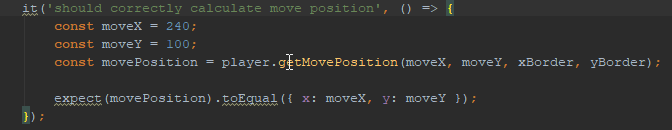 it('should correctly calculate move position', () => {
const moveX = 240;
const moveY = 100;
const movePosition = player.getMovePosition(moveX, moveY, xBorder, yBorder);
expect(movePosition).toEqual({ x: moveX, y: moveY });
});